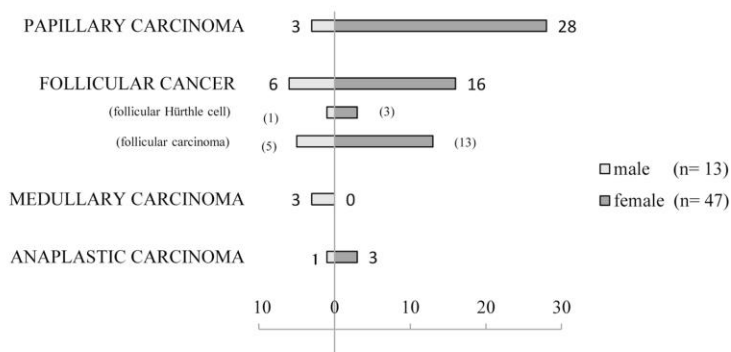 PAPILLARY CARCINOMA 3 28
FOLLICULAR CANCER 6 16
(follicular Hürthle cell) (1) (3)
(follicular carcinoma) (5) (13)
male (n= 13)
female (n= 47)
MEDULLARY CARCINOMA 3 0
ANAPLASTIC CARCINOMA 1 3
10 0 10 20 30